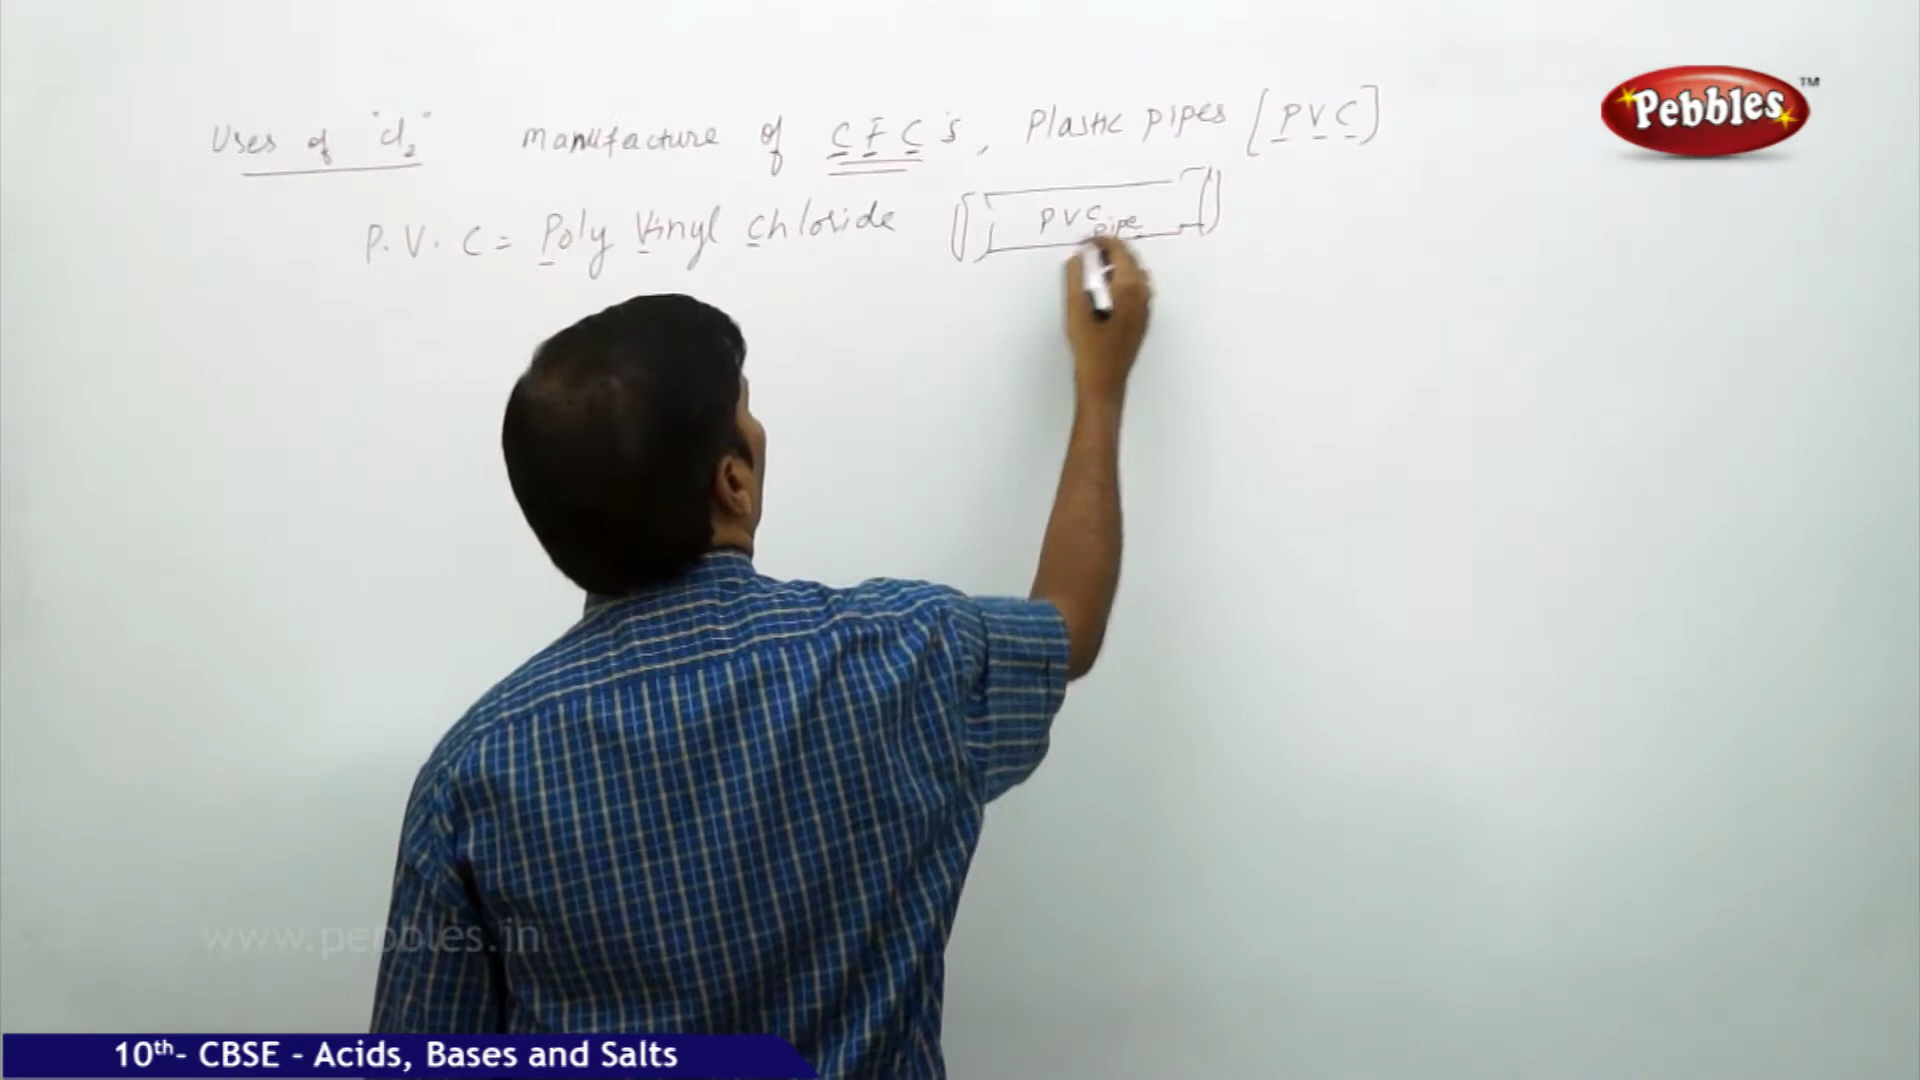 Uses of "Cl₂" manufacture of CFC's, Plastic pipes [PVC]
P.V.C = Poly Vinyl Chloride PVC pipe
Pebbles™
www.pebbles.in
10th- CBSE - Acids, Bases and Salts